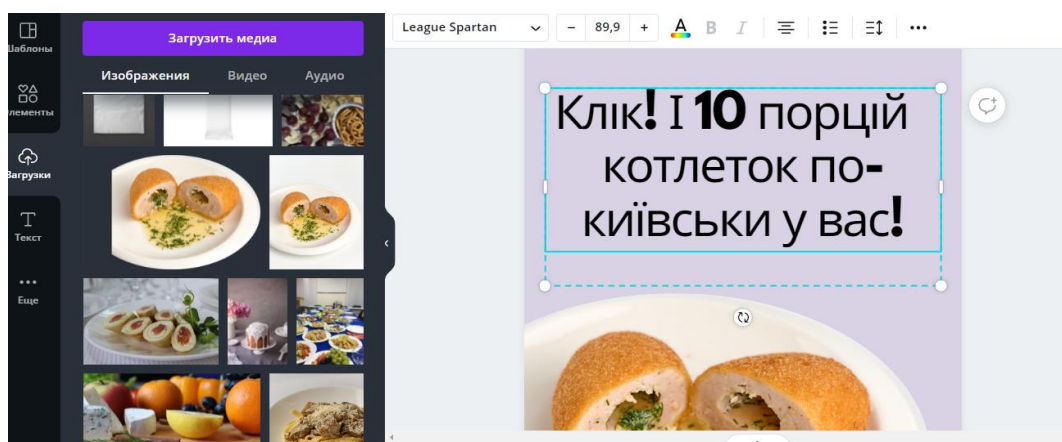 Шаблоны
Элементы
Загрузки
Текст
Еще
Загрузить медиа
Изображения Видео Аудио
League Spartan – 89,9 + A B I
Клік! І 10 порцій
котлеток по-
київськи у вас!